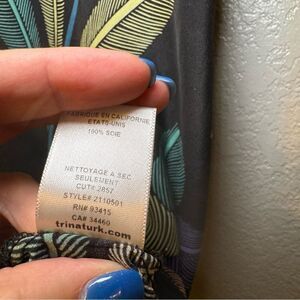 FABRIQUE EN CALIFORNIE
ETATS-UNIS
100% SOIE
NETTOYAGE A SEC
SEULEMENT
CUT# 2857
STYLE# 2110501
RN# 93415
CA# 34460
trinaturk.com